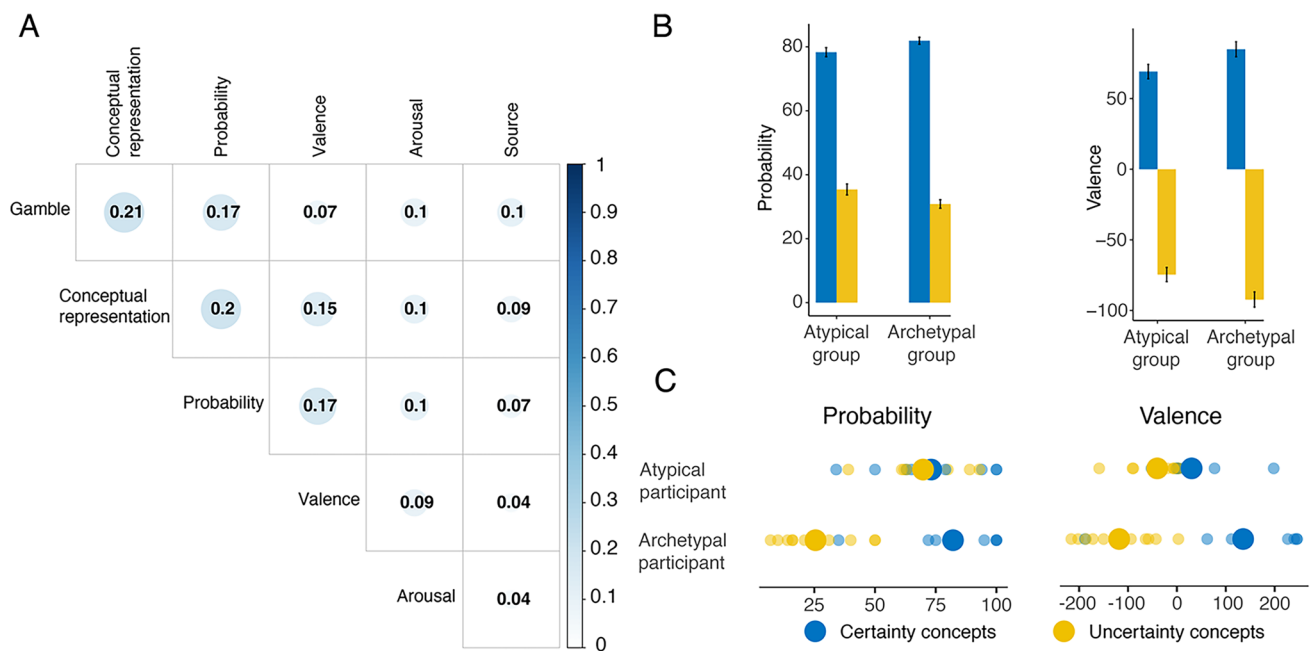 A
Conceptual
representation
Probability
Valence
Arousal
Source
Gamble
0.21
0.17
0.07
0.1
0.1
Conceptual
representation
0.2
0.15
0.1
0.09
Probability
0.17
0.1
0.07
Valence
0.09
0.04
Arousal
0.04
1
0.9
0.8
0.7
0.6
0.5
0.4
0.3
0.2
0.1
0
B
Probability
80
60
40
20
0
Atypical
group
Archetypal
group
Valence
50
0
−50
−100
Atypical
group
Archetypal
group
C
Probability
Valence
Atypical
participant
Archetypal
participant
25
50
75
100
-200
-100
0
100
200
Certainty concepts
Uncertainty concepts